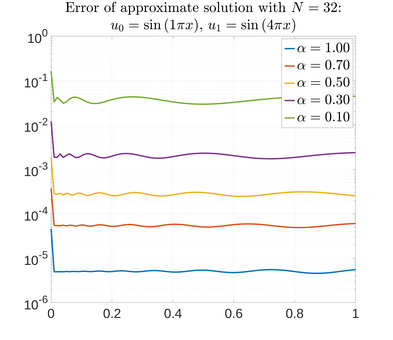 Error of approximate solution with N = 32:
u₀ = sin (1πx), u₁ = sin (4πx)
10⁰
10⁻¹
10⁻²
10⁻³
10⁻⁴
10⁻⁵
10⁻⁶
α = 1.00
α = 0.70
α = 0.50
α = 0.30
α = 0.10
0 0.2 0.4 0.6 0.8 1